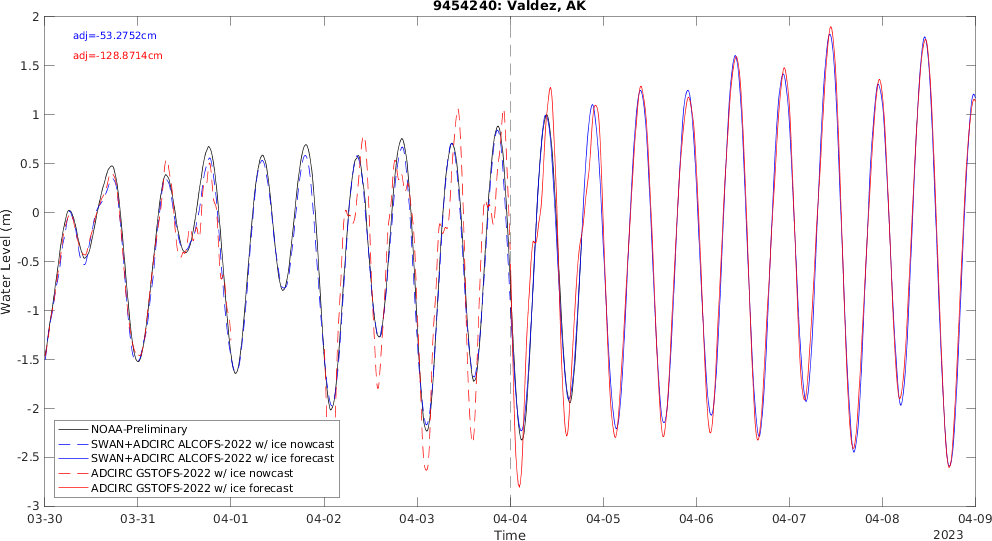 9454240: Valdez, AK
adj=-53.2752cm
adj=-128.8714cm
2
1.5
1
0.5
0
-0.5
-1
-1.5
-2
-2.5
-3
Water Level (m)
NOAA-Preliminary
SWAN+ADCIRC ALCOFS-2022 w/ ice nowcast
SWAN+ADCIRC ALCOFS-2022 w/ ice forecast
ADCIRC GSTOFS-2022 w/ ice nowcast
ADCIRC GSTOFS-2022 w/ ice forecast
03-30 03-31 04-01 04-02 04-03 04-04 04-05 04-06 04-07 04-08 04-09
Time
2023